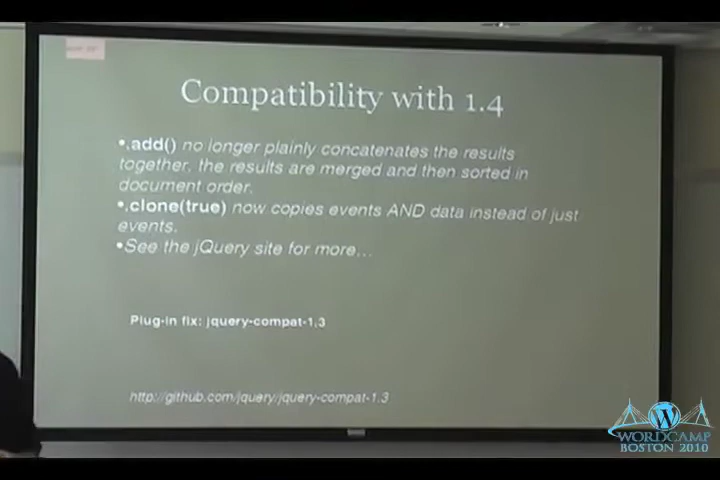 Compatibility with 1.4
•.add() no longer plainly concatenates the results
together, the results are merged and then sorted in
document order.
•.clone(true) now copies events AND data instead of just
events.
•See the jQuery site for more...
Plug-in fix: jquery-compat-1.3
http://github.com/jquery/jquery-compat-1.3
WORDCAMP
BOSTON 2010